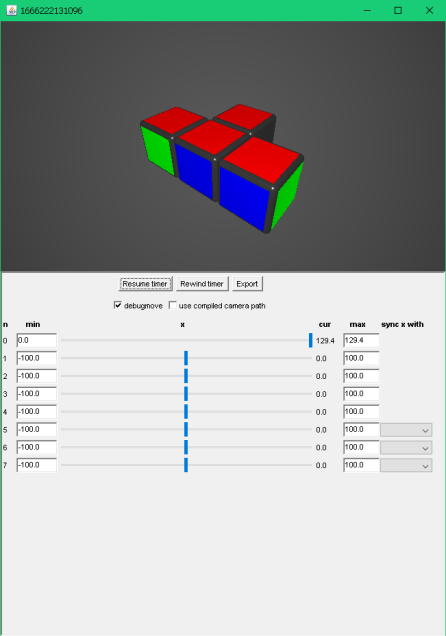 1666222131096
Resume timer Rewind timer Export
debugmove use compiled camera path
n min x cur max sync x with
0 0.0 129.4 129.4
1 -100.0 0.0 100.0
2 -100.0 0.0 100.0
3 -100.0 0.0 100.0
4 -100.0 0.0 100.0
5 -100.0 0.0 100.0
6 -100.0 0.0 100.0
7 -100.0 0.0 100.0